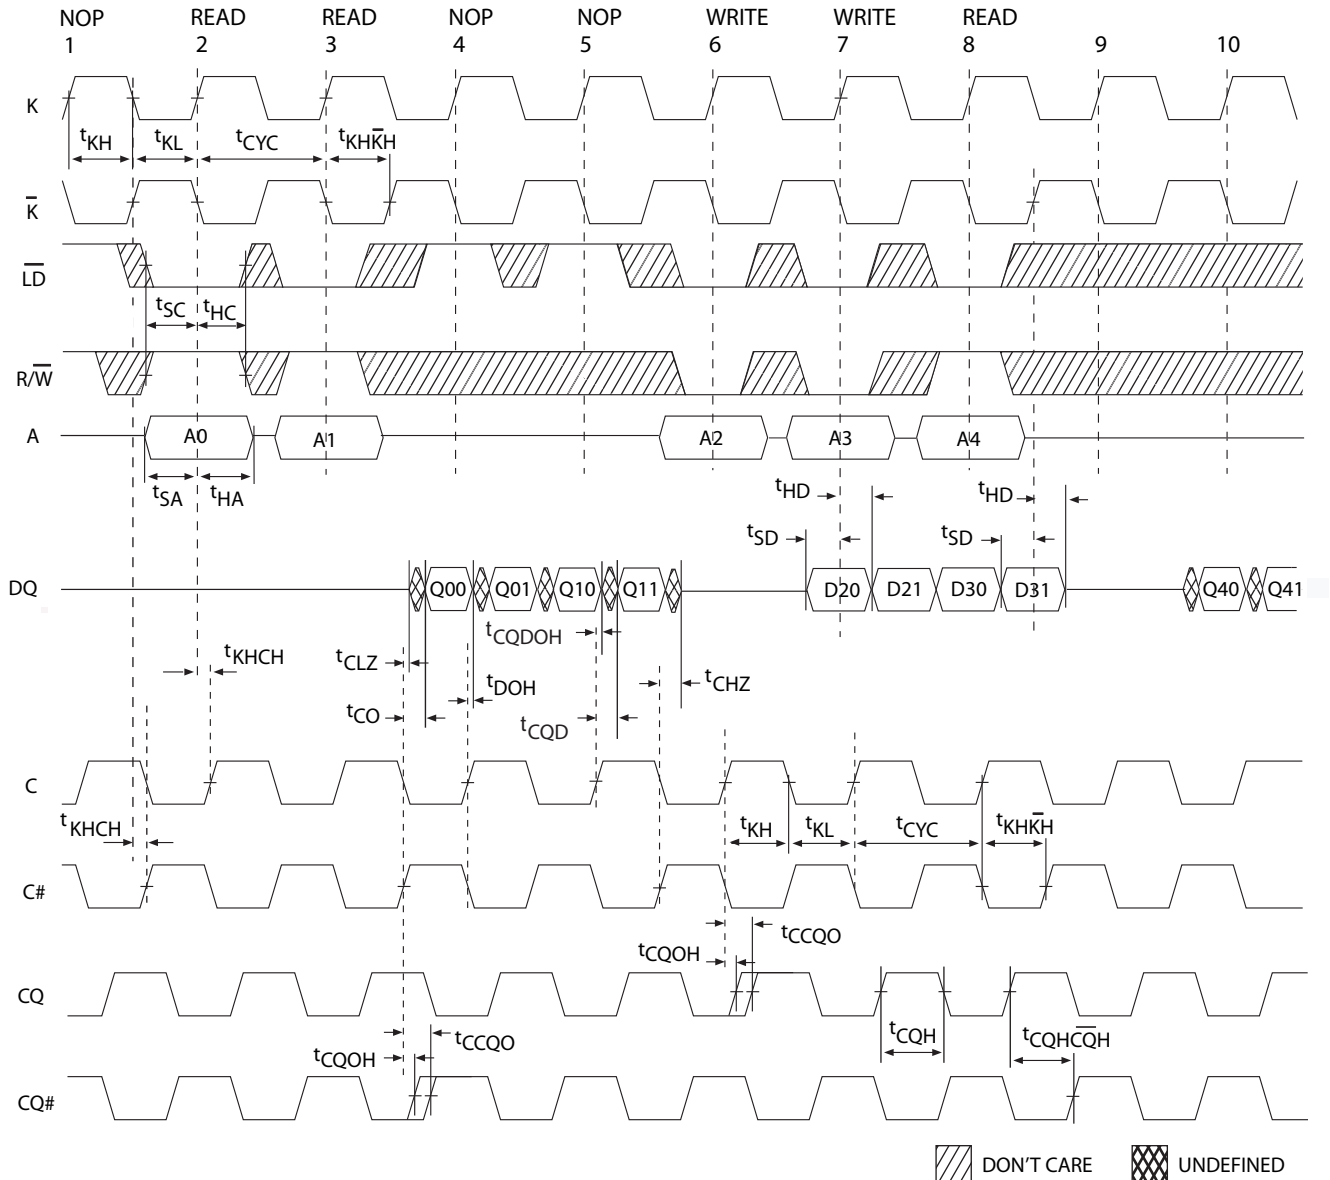 NOP READ READ NOP NOP WRITE WRITE READ
1 2 3 4 5 6 7 8 9 10
K
tKH tKL tCYC tKHK̅H
K̅
L̅D̅
tSC tHC
R/W̅
A A0 A1 A2 A3 A4
tSA tHA tHD tHD
tSD tSD
DQ Q00 Q01 Q10 Q11 D20 D21 D30 D31 Q40 Q41
tCQDOH
tKHCH tCLZ tDOH tCHZ
tCO tCQD
C
tKHCH tKH tKL tCYC tKHK̅H
C#
tCCQO
tCQOH
CQ
tCCQO tCQH tCQHC̅Q̅H
tCQOH
CQ#
DON'T CARE UNDEFINED